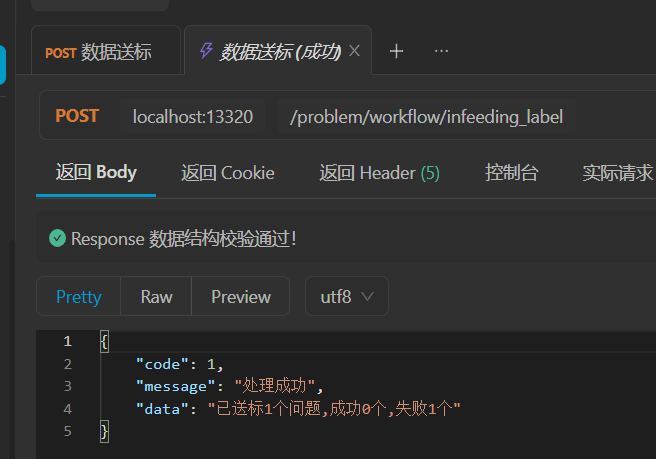 POST 数据送标
数据送标 (成功)
POST localhost:13320 /problem/workflow/infeeding_label
返回 Body 返回 Cookie 返回 Header (5) 控制台 实际请求
Response 数据结构校验通过!
Pretty Raw Preview utf8
1 {
2 "code": 1,
3 "message": "处理成功",
4 "data": "已送标1个问题,成功0个,失败1个"
5 }